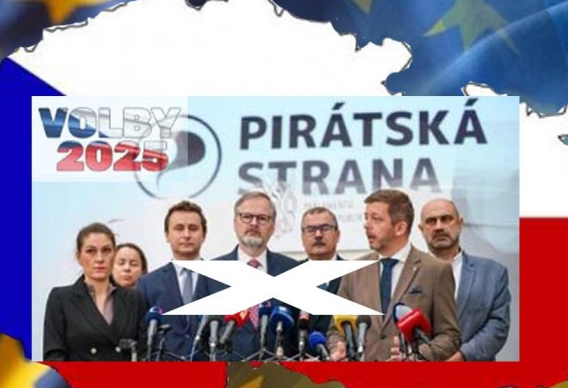 VOLBY
2025
PIRÁTSKÁ
STRANA